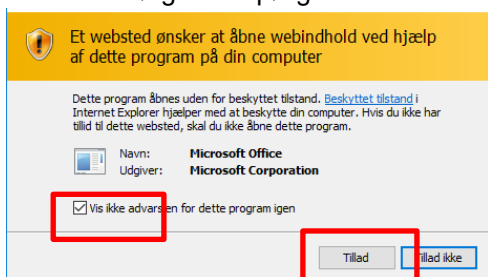 Et websted ønsker at åbne webindhold ved hjælp
af dette program på din computer
Dette program åbnes uden for beskyttet tilstand. Beskyttet tilstand i
Internet Explorer hjælper med at beskytte din computer. Hvis du ikke har
tillid til dette websted, skal du ikke åbne dette program.
Navn: Microsoft Office
Udgiver: Microsoft Corporation
Vis ikke advarslen for dette program igen
Tillad Tillad ikke